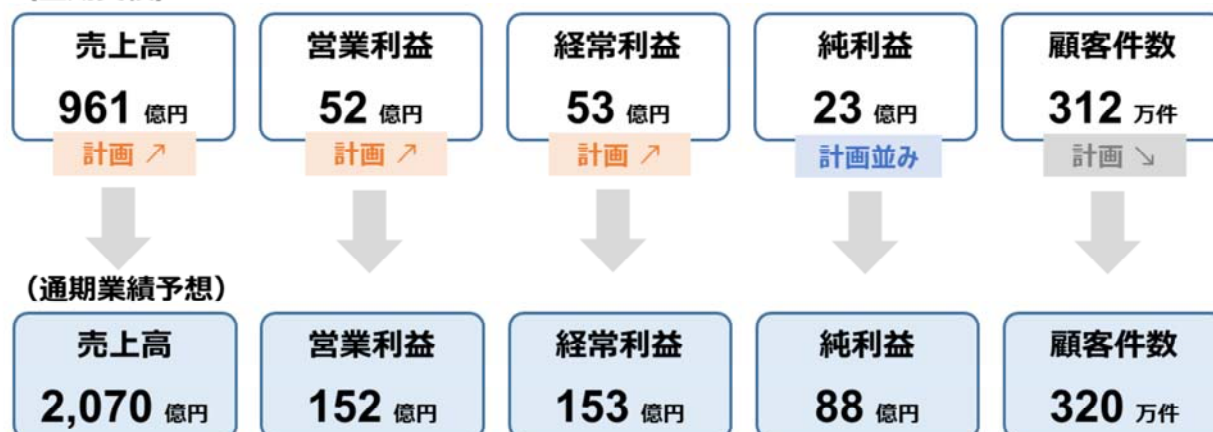 売上高 営業利益 経常利益 純利益 顧客件数
961 億円 52 億円 53 億円 23 億円 312 万件
計画 ↗ 計画 ↗ 計画 ↗ 計画並み 計画 ↘
（通期業績予想）
売上高 営業利益 経常利益 純利益 顧客件数
2,070 億円 152 億円 153 億円 88 億円 320 万件